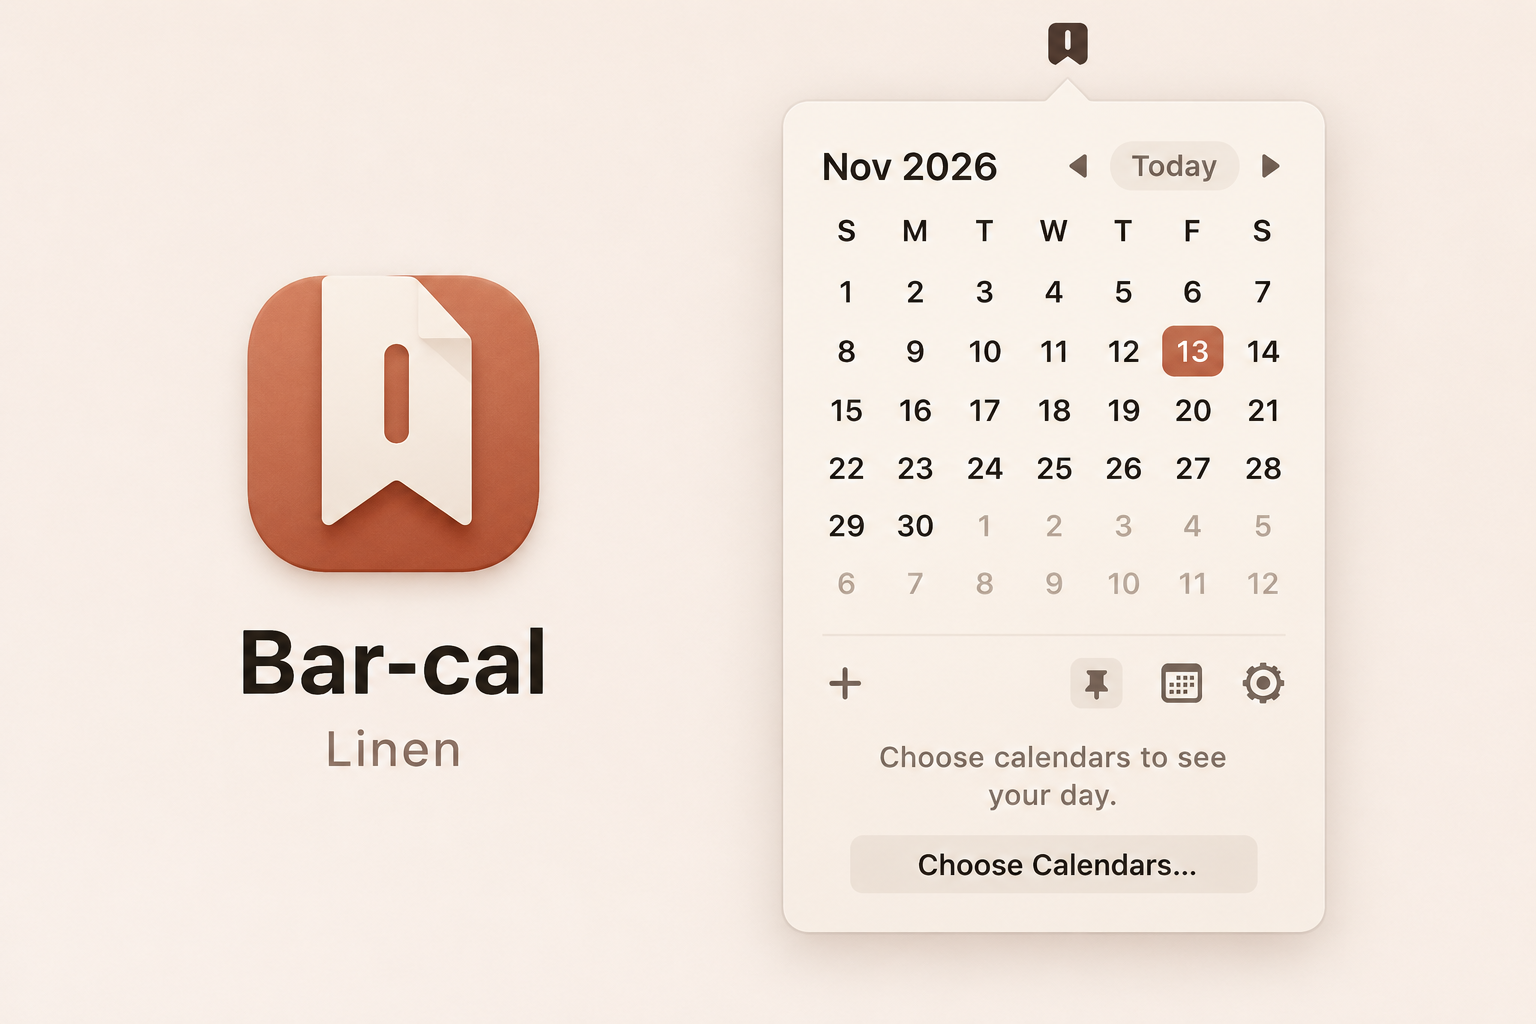 Bar-cal
Linen
Nov 2026 Today
S M T W T F S
1 2 3 4 5 6 7
8 9 10 11 12 13 14
15 16 17 18 19 20 21
22 23 24 25 26 27 28
29 30 1 2 3 4 5
6 7 8 9 10 11 12
Choose calendars to see
your day.
Choose Calendars...